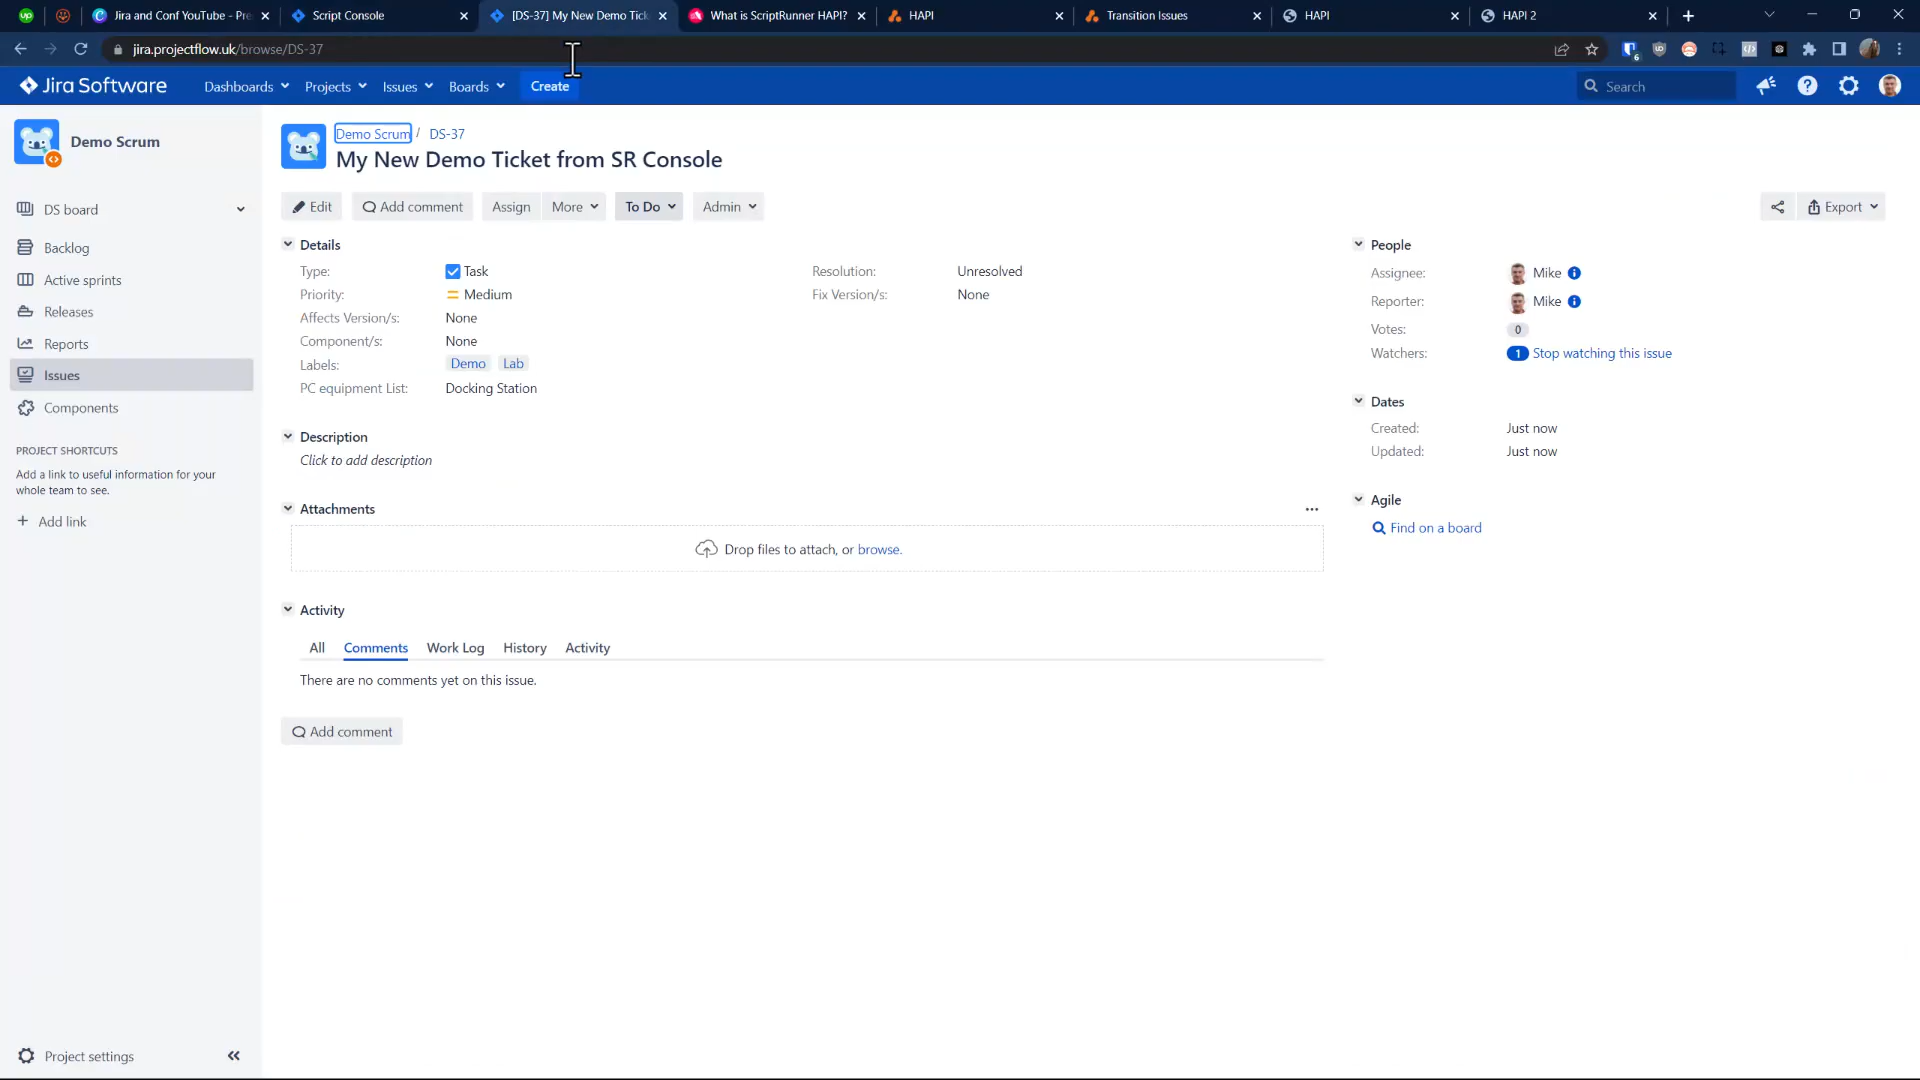 Jira and Conf YouTube - Pre
Script Console
[DS-37] My New Demo Tick
What is ScriptRunner HAPI?
HAPI
Transition Issues
HAPI
HAPI 2
jira.projectflow.uk/browse/DS-37
Jira Software
Dashboards
Projects
Issues
Boards
Create
Search
Demo Scrum
DS board
Backlog
Active sprints
Releases
Reports
Issues
Components
PROJECT SHORTCUTS
Add a link to useful information for your
whole team to see.
+ Add link
Project settings
Demo Scrum / DS-37
My New Demo Ticket from SR Console
Edit
Add comment
Assign
More
To Do
Admin
Export
Details
Type: Task
Priority: Medium
Affects Version/s: None
Component/s: None
Labels: Demo Lab
PC equipment List: Docking Station
Resolution: Unresolved
Fix Version/s: None
Description
Click to add description
Attachments
Drop files to attach, or browse.
Activity
All
Comments
Work Log
History
Activity
There are no comments yet on this issue.
Add comment
People
Assignee: Mike
Reporter: Mike
Votes: 0
Watchers: 1 Stop watching this issue
Dates
Created: Just now
Updated: Just now
Agile
Find on a board